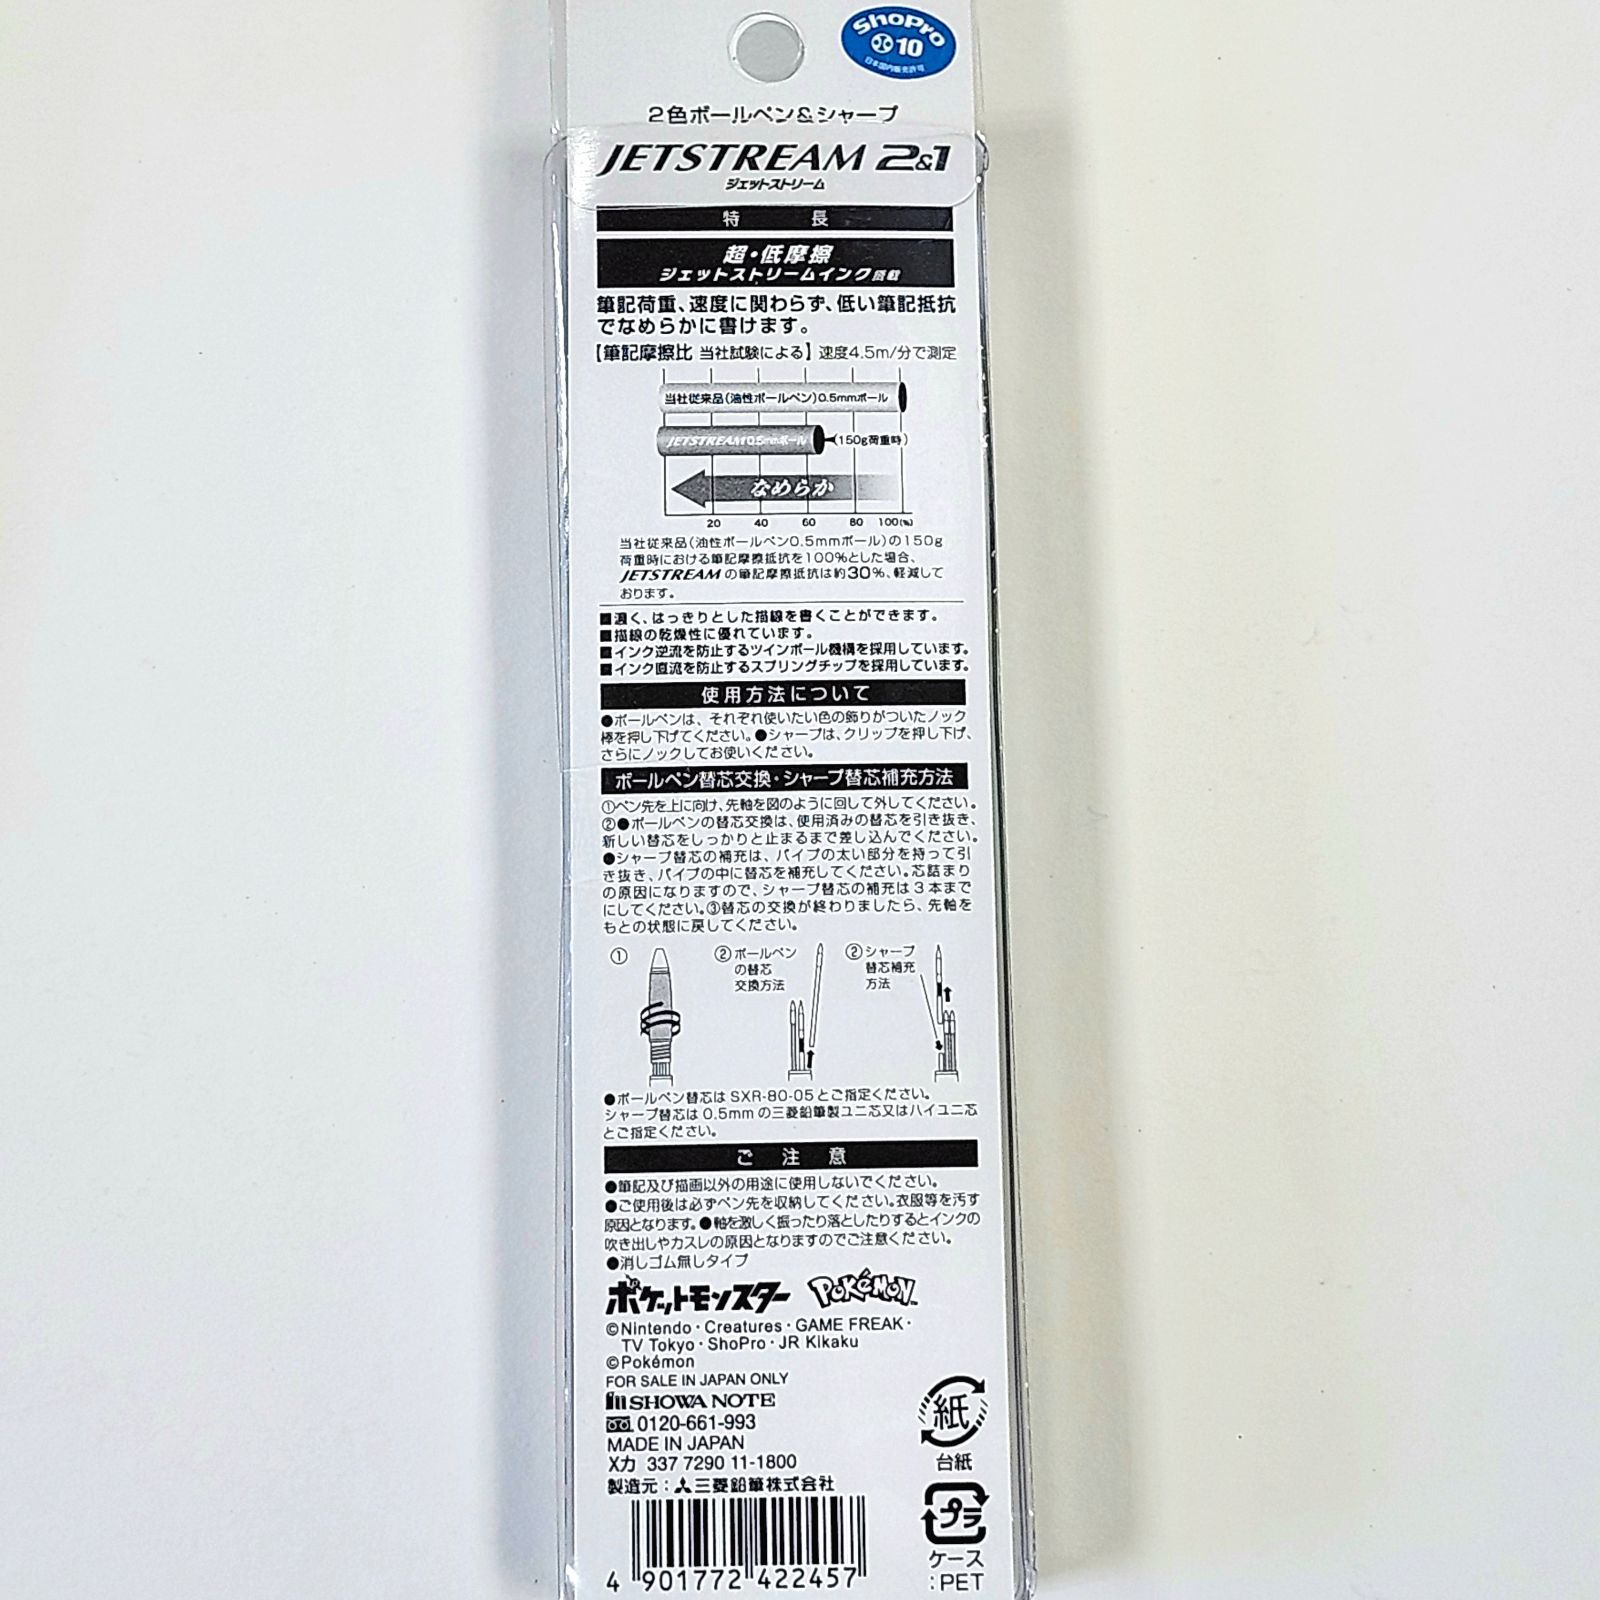 ShoPro
10
日本国内販売許可
2色ボールペン&シャープ
JETSTREAM 2&1
ジェットストリーム
特長
超・低摩擦
ジェットストリームインク搭載
筆記荷重、速度に関わらず、低い筆記抵抗
でなめらかに書けます。
【筆記摩擦比 当社試験による】速度4.5m/分で測定
当社従来品(油性ボールペン)0.5mmボール
JETSTREAM0.5mmボール (150g荷重時)
なめらか
20 40 60 80 100(%)
当社従来品(油性ボールペン0.5mmボール)の150g
荷重時における筆記摩擦抵抗を100%とした場合、
JETSTREAMの筆記摩擦抵抗は約30%、軽減して
おります。
■濃く、はっきりとした描線を書くことができます。
■描線の乾燥性に優れています。
■インク逆流を防止するツインボール機構を採用しています。
■インク直流を防止するスプリングチップを採用しています。
使用方法について
●ボールペンは、それぞれ使いたい色の飾りがついたノック
棒を押し下げてください。●シャープは、クリップを押し下げ、
さらにノックしてお使いください。
ボールペン替芯交換・シャープ替芯補充方法
①ペン先を上に向け、先軸を図のように回して外してください。
②●ボールペンの替芯交換は、使用済みの替芯を引き抜き、
新しい替芯をしっかりと止まるまで差し込んでください。
●シャープ替芯の補充は、パイプの太い部分を持って引
き抜き、パイプの中に替芯を補充してください。芯詰まり
の原因になりますので、シャープ替芯の補充は3本まで
にしてください。③替芯の交換が終わりましたら、先軸を
もとの状態に戻してください。
①
②ボールペン
の替芯
交換方法
②シャープ
替芯補充
方法
●ボールペン替芯はSXR-80-05とご指定ください。
シャープ替芯は0.5mmの三菱鉛筆製ユニ芯又はハイユニ芯
とご指定ください。
ご注意
●筆記及び描画以外の用途に使用しないでください。
●ご使用後は必ずペン先を収納してください。衣服等を汚す
原因となります。●軸を激しく振ったり落としたりするとインクの
吹き出しやカスレの原因となりますのでご注意ください。
●消しゴム無しタイプ
ポケットモンスター POKéMON
©Nintendo・Creatures・GAME FREAK・
TV Tokyo・ShoPro・JR Kikaku
©Pokémon
FOR SALE IN JAPAN ONLY
SHOWA NOTE
0120-661-993
MADE IN JAPAN
Xカ 337 7290 11-1800
製造元:三菱鉛筆株式会社
4 901772 422457
紙
台紙
プラ
ケース
:PET